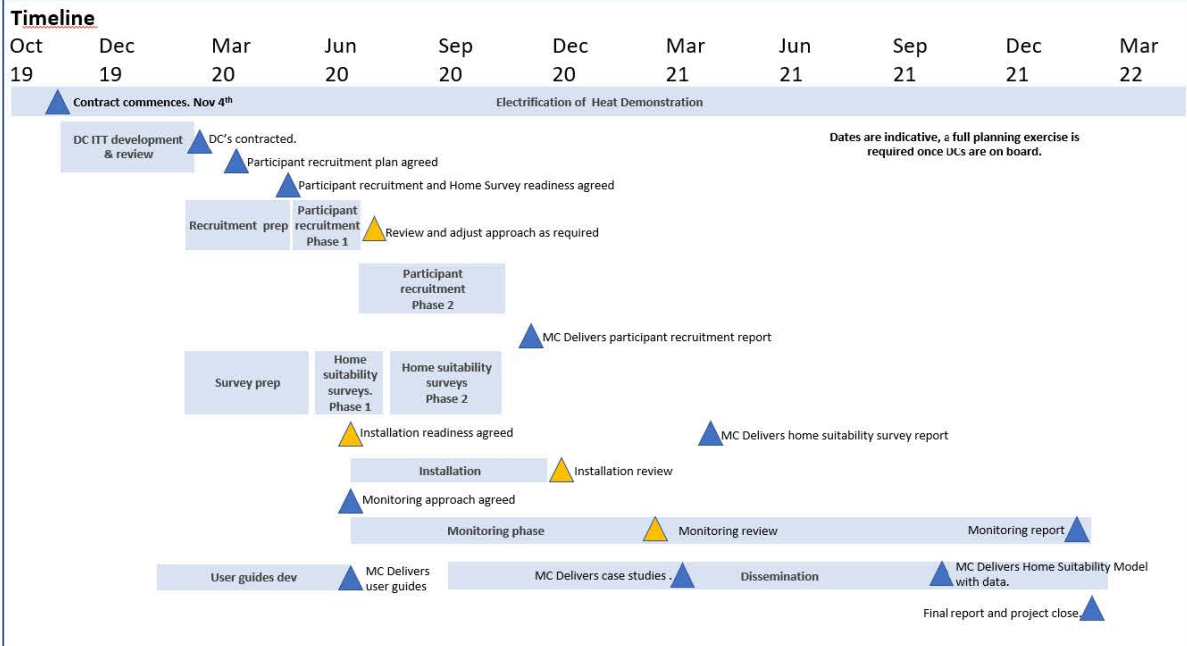 Timeline
Oct Dec Mar Jun Sep Dec Mar Jun Sep Dec Mar
19 19 20 20 20 20 21 21 21 21 22
Contract commences. Nov 4th
Electrification of Heat Demonstration
DC ITT development
& review
DC's contracted.
Dates are indicative, a full planning exercise is
required once DCs are on board.
Participant recruitment plan agreed
Participant recruitment and Home Survey readiness agreed
Recruitment prep
Participant
recruitment
Phase 1
Review and adjust approach as required
Participant
recruitment
Phase 2
MC Delivers participant recruitment report
Survey prep
Home
suitability
surveys.
Phase 1
Home suitability
surveys
Phase 2
Installation readiness agreed
MC Delivers home suitability survey report
Installation
Installation review
Monitoring approach agreed
Monitoring phase
Monitoring review
Monitoring report
User guides dev
MC Delivers
user guides
MC Delivers case studies .
Dissemination
MC Delivers Home Suitability Model
with data.
Final report and project close.